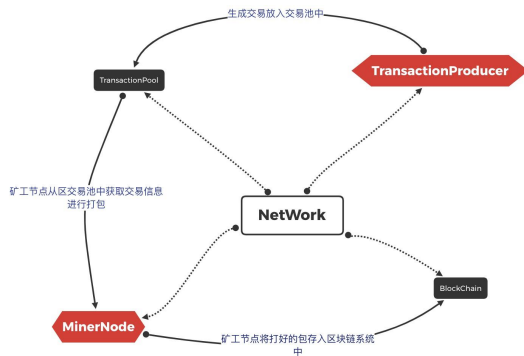 生成交易放入交易池中
TransactionProducer
TransactionPool
矿工节点从区交易池中获取交易信息
进行打包
NetWork
BlockChain
MinerNode
矿工节点将打好的包存入区块链系统
中